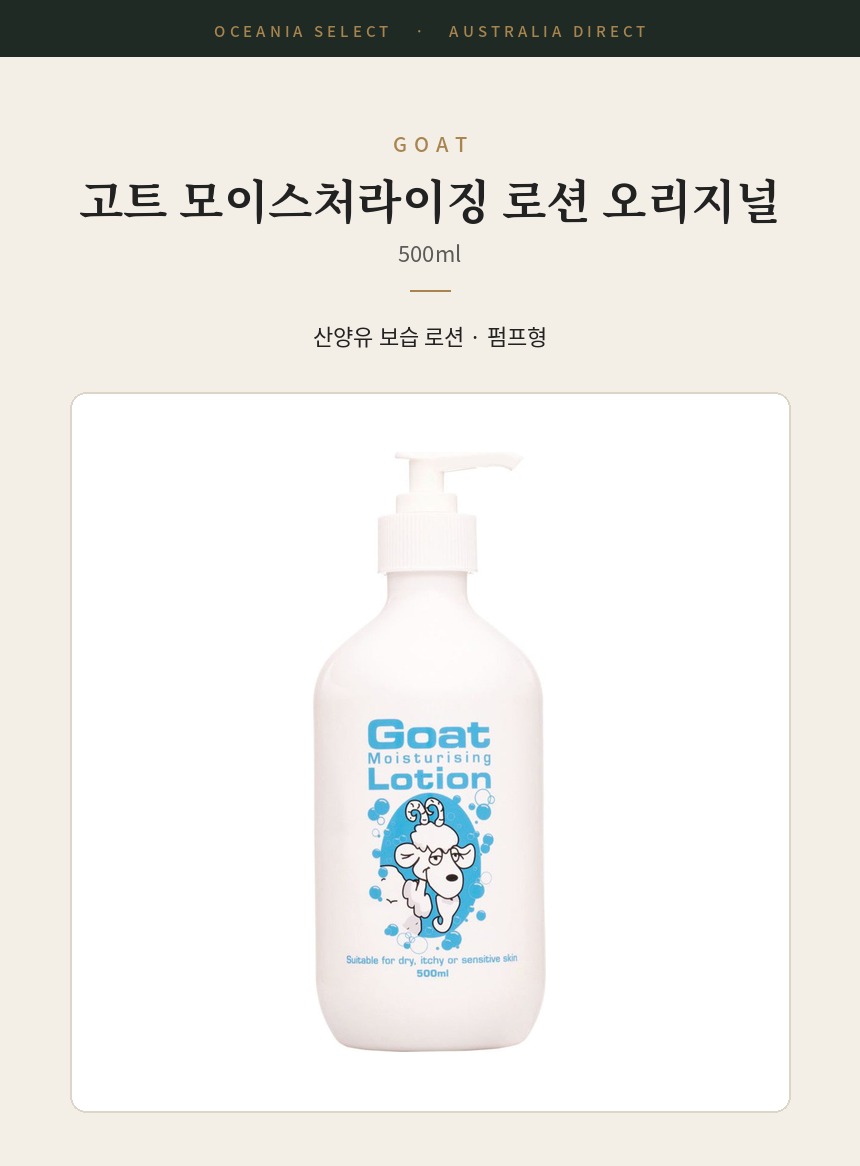 OCEANIA SELECT · AUSTRALIA DIRECT
GOAT
고트 모이스처라이징 로션 오리지널
500ml
산양유 보습 로션 · 펌프형
Goat
Moisturising
Lotion
Suitable for dry, itchy or sensitive skin
500ml